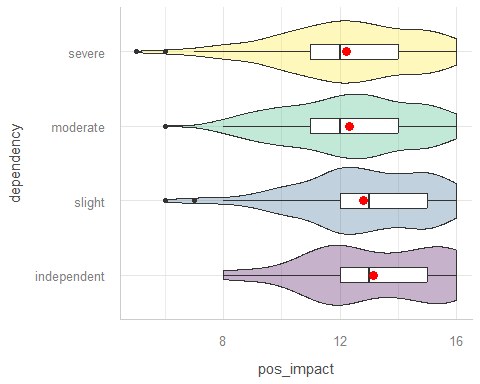 severe
moderate
slight
independent
dependency
8
12
16
pos_impact